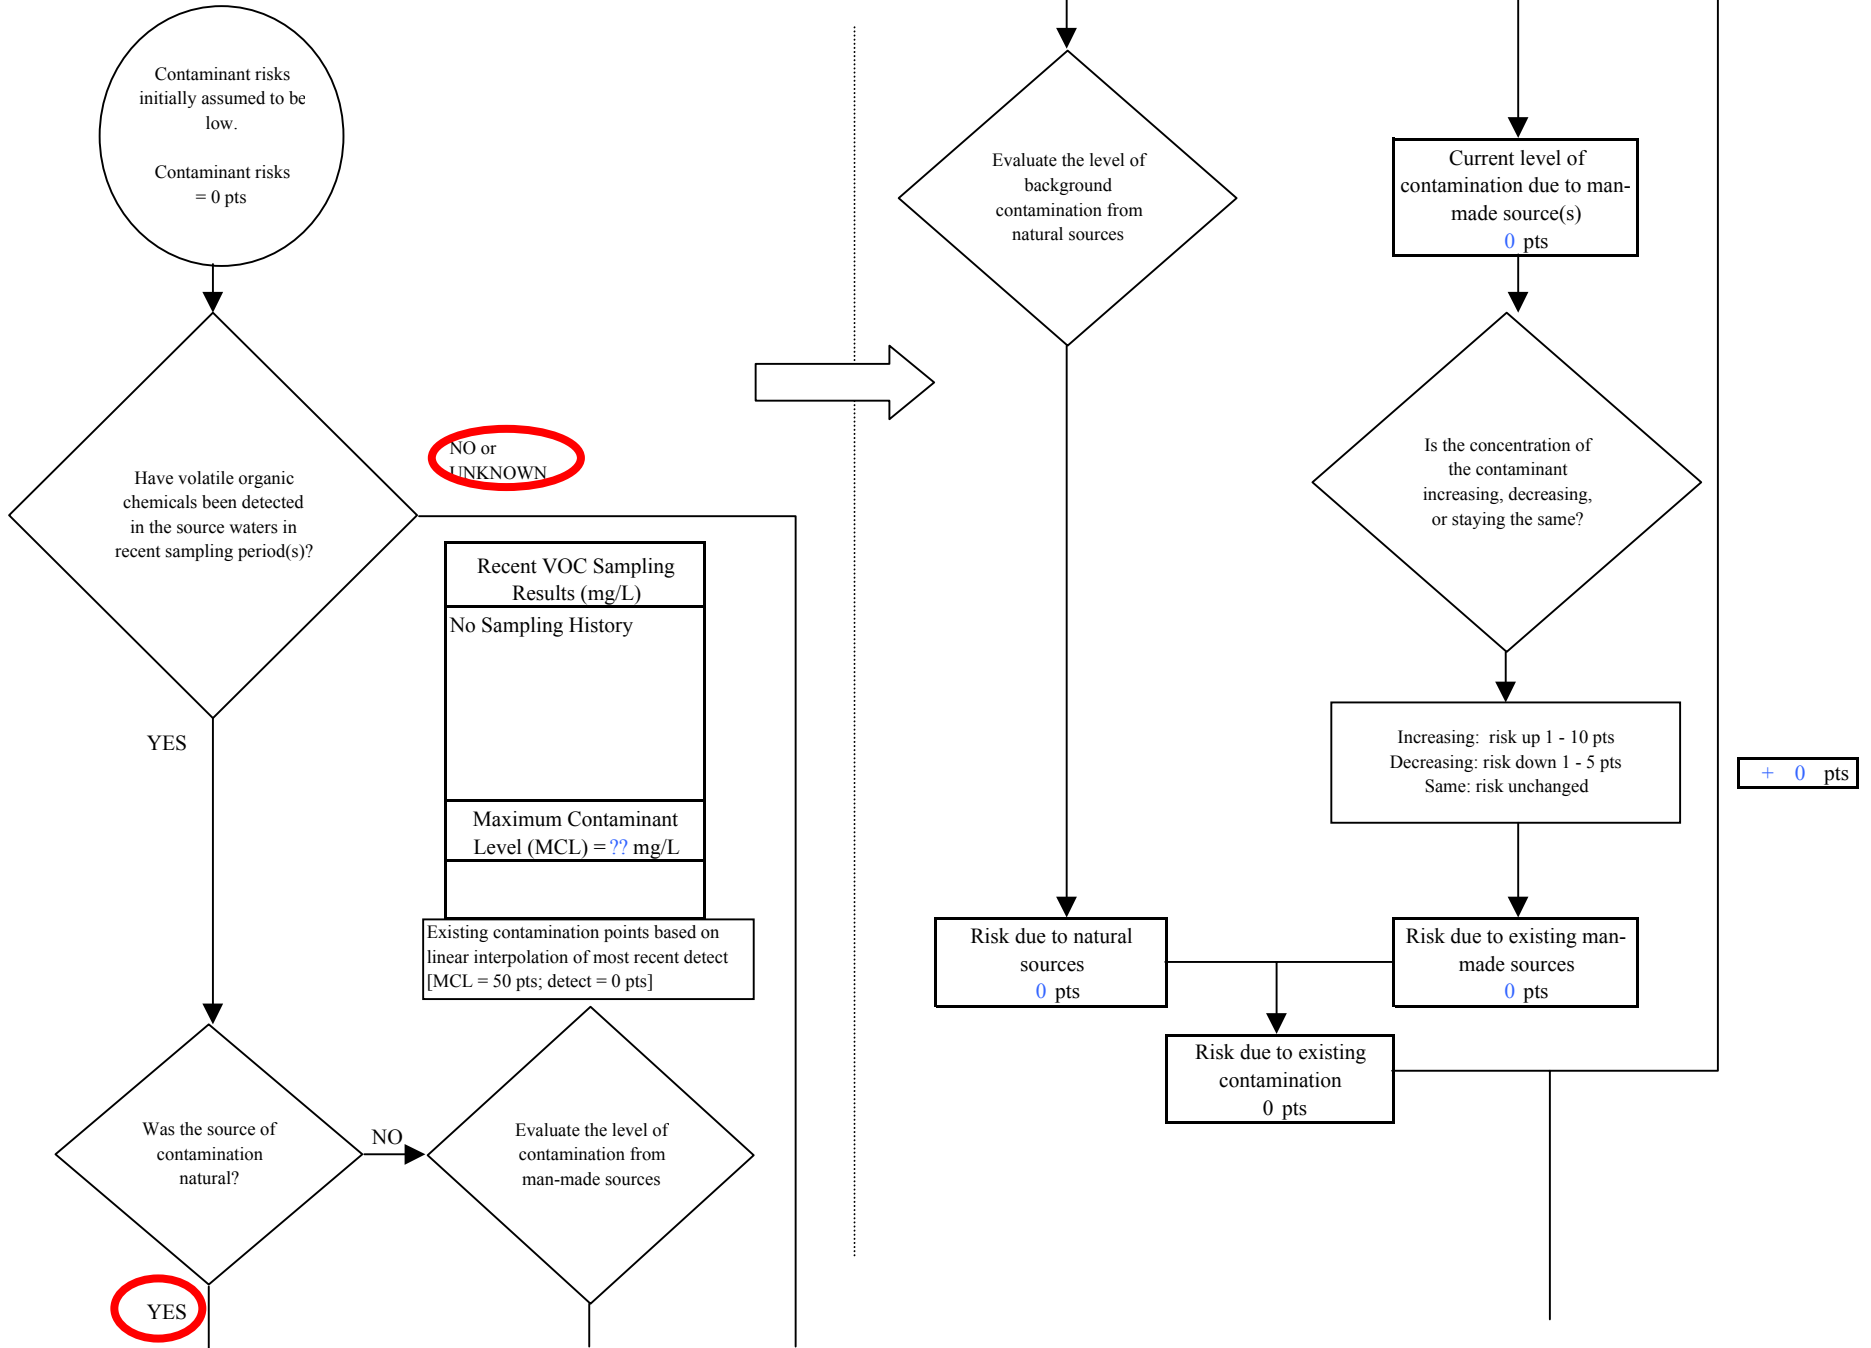 Contaminant risks
initially assumed to be
low.
Contaminant risks
= 0 pts
Have volatile organic
chemicals been detected
in the source waters in
recent sampling period(s)?
NO or
UNKNOWN
YES
Recent VOC Sampling
Results (mg/L)
No Sampling History
Maximum Contaminant
Level (MCL) = ?? mg/L
Existing contamination points based on
linear interpolation of most recent detect
[MCL = 50 pts; detect = 0 pts]
Was the source of
contamination
natural?
NO
Evaluate the level of
contamination from
man-made sources
YES
Evaluate the level of
background
contamination from
natural sources
Current level of
contamination due to man-
made source(s)
0 pts
Is the concentration of
the contaminant
increasing, decreasing,
or staying the same?
Increasing: risk up 1 - 10 pts
Decreasing: risk down 1 - 5 pts
Same: risk unchanged
+ 0 pts
Risk due to natural
sources
0 pts
Risk due to existing man-
made sources
0 pts
Risk due to existing
contamination
0 pts